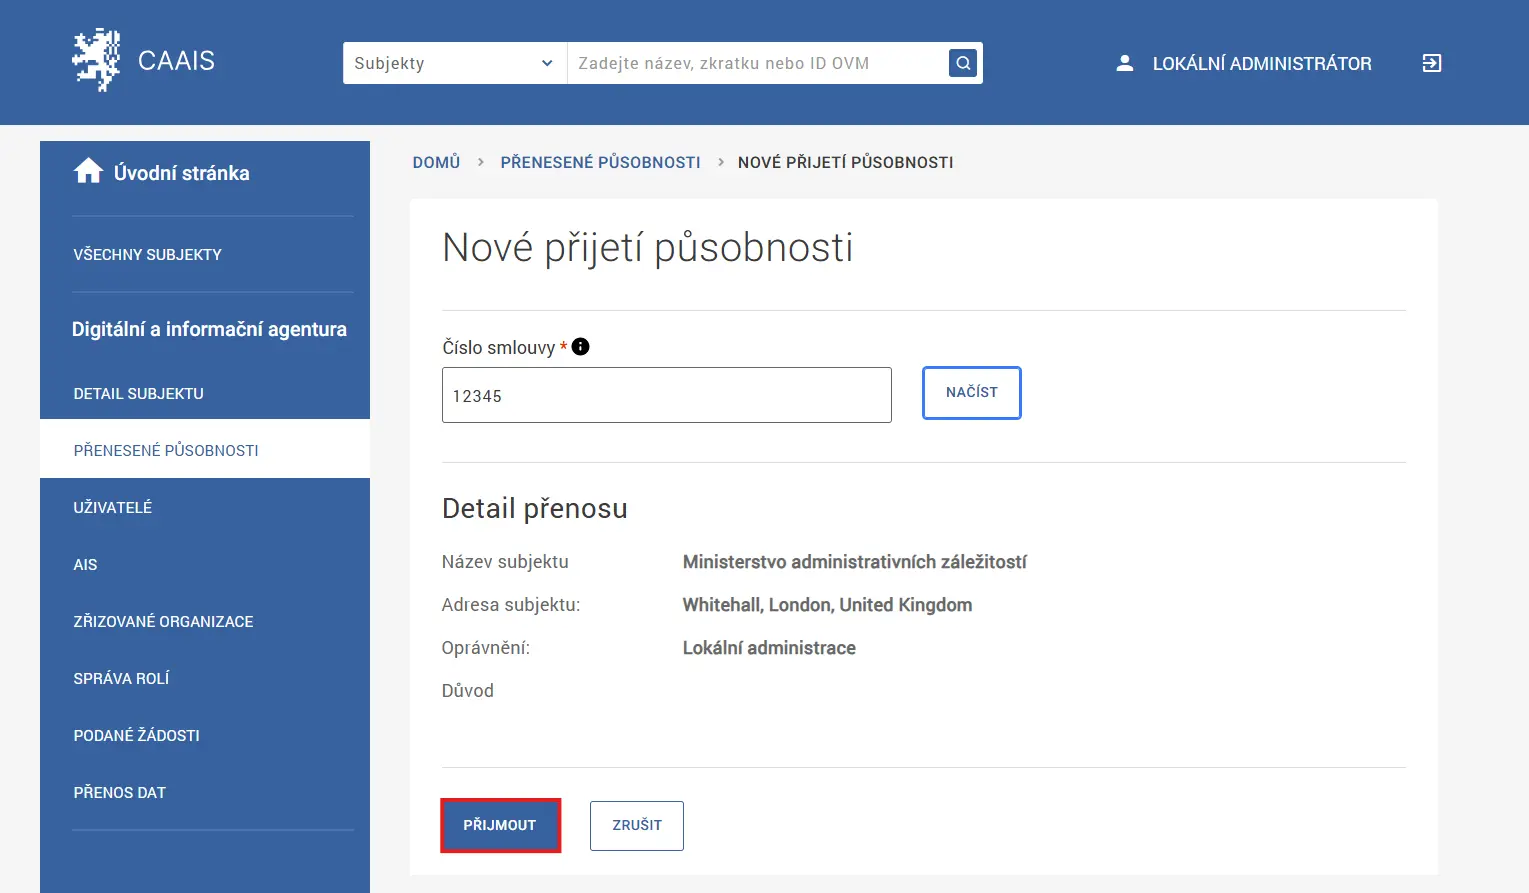 CAAIS
Subjekty
Zadejte název, zkratku nebo ID OVM
LOKÁLNÍ ADMINISTRÁTOR
Úvodní stránka
VŠECHNY SUBJEKTY
Digitální a informační agentura
DETAIL SUBJEKTU
PŘENESENÉ PŮSOBNOSTI
UŽIVATELÉ
AIS
ZŘIZOVANÉ ORGANIZACE
SPRÁVA ROLÍ
PODANÉ ŽÁDOSTI
PŘENOS DAT
DOMŮ > PŘENESENÉ PŮSOBNOSTI > NOVÉ PŘIJETÍ PŮSOBNOSTI
Nové přijetí působnosti
Číslo smlouvy *
12345
NAČÍST
Detail přenosu
Název subjektu Ministerstvo administrativních záležitostí
Adresa subjektu: Whitehall, London, United Kingdom
Oprávnění: Lokální administrace
Důvod
PŘIJMOUT ZRUŠIT